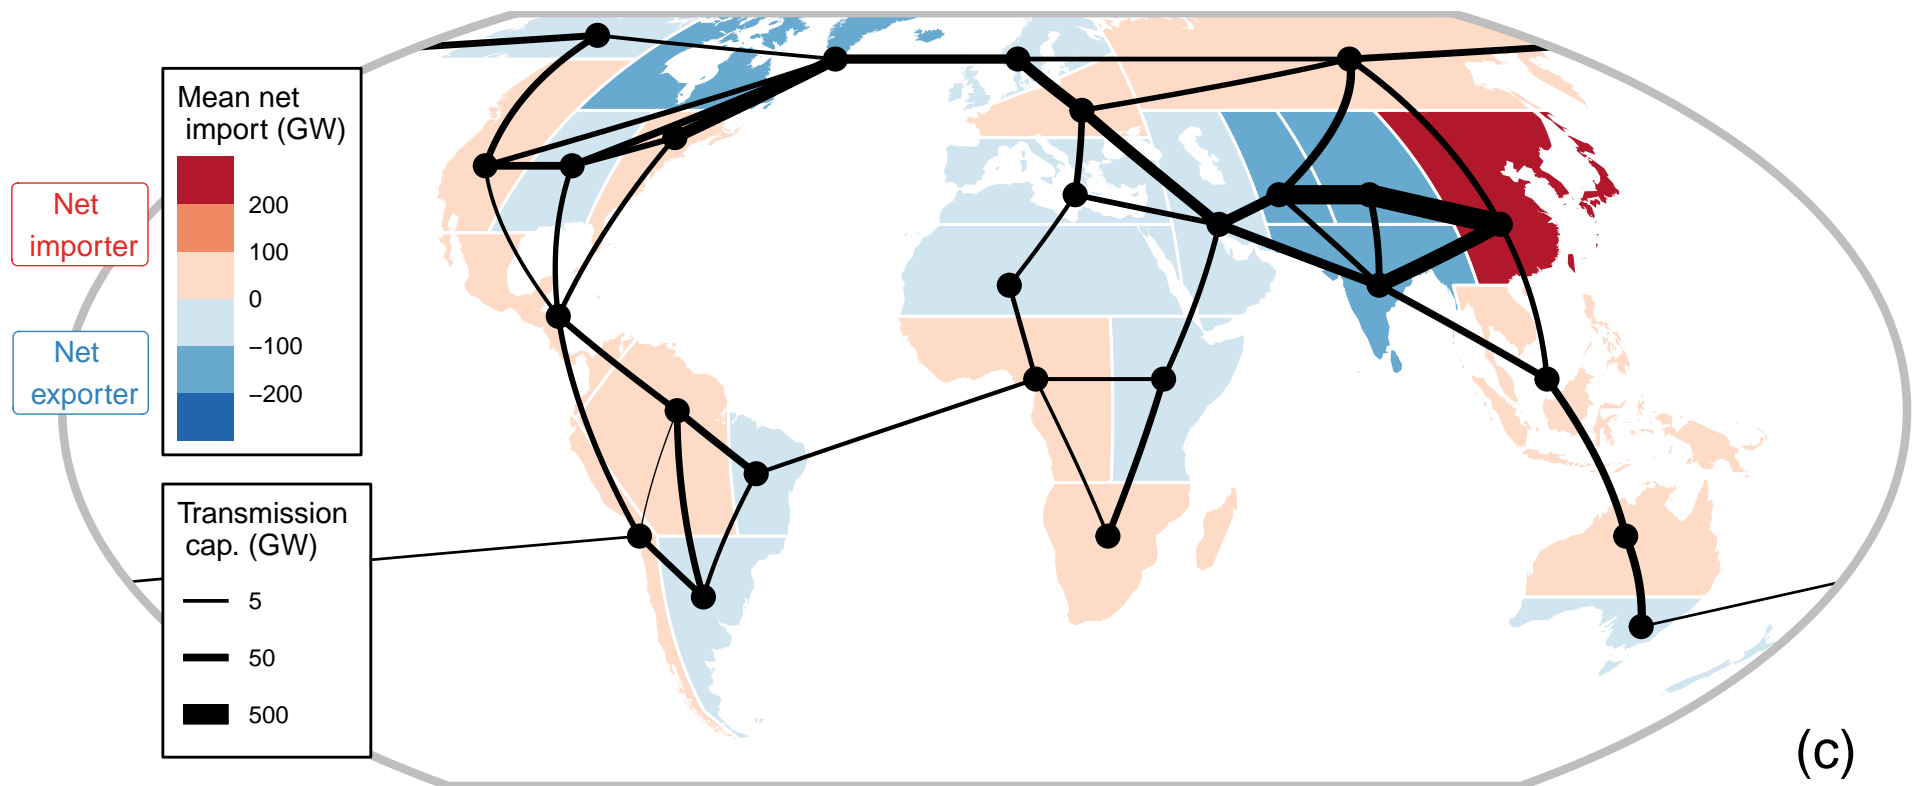 Mean net
import (GW)
200
100
0
−100
−200
Net
importer
Net
exporter
Transmission
cap. (GW)
5
50
500
(c)